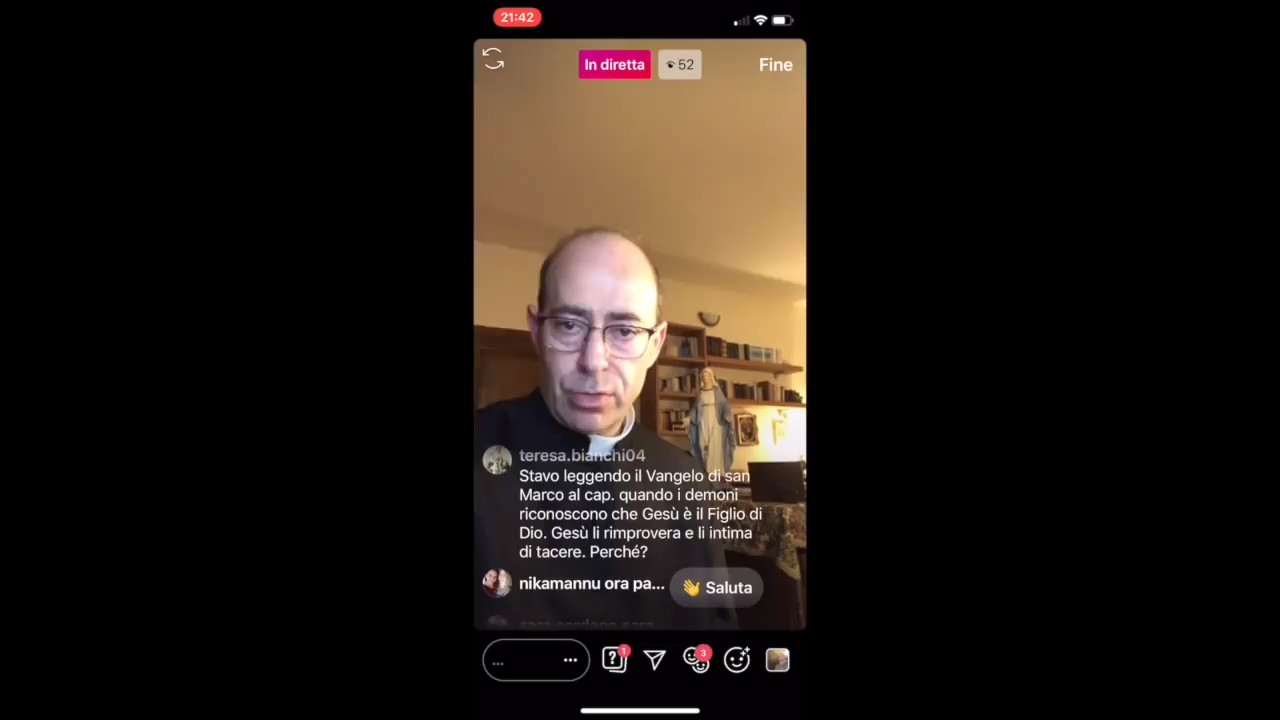 21:42
In diretta 52 Fine
teresa.bianchi04
Stavo leggendo il Vangelo di san
Marco al cap. quando i demoni
riconoscono che Gesù è il Figlio di
Dio. Gesù li rimprovera e li intima
di tacere. Perché?
nikamannu ora pa... 👋 Saluta
... ... ? 1 3